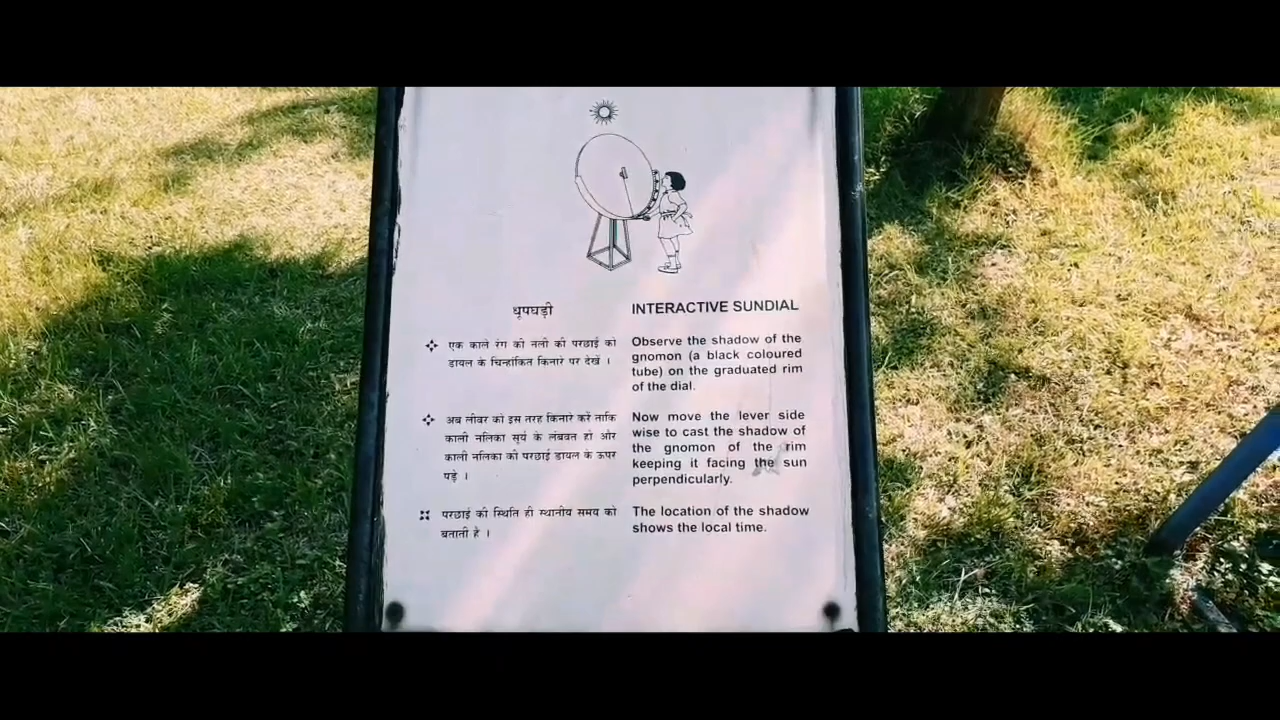 धूपघड़ी
एक काले रंग की नली की परछाई को
डायल के चिन्हांकित किनारे पर देखें ।
अब लीवर को इस तरह किनारे करें ताकि
काली नलिका सूर्य के लंबवत हो और
काली नलिका की परछाई डायल के ऊपर
पड़े ।
परछाई की स्थिति ही स्थानीय समय को
बताती है ।
INTERACTIVE SUNDIAL
Observe the shadow of the
gnomon (a black coloured
tube) on the graduated rim
of the dial.
Now move the lever side
wise to cast the shadow of
the gnomon of the rim
keeping it facing the sun
perpendicularly.
The location of the shadow
shows the local time.